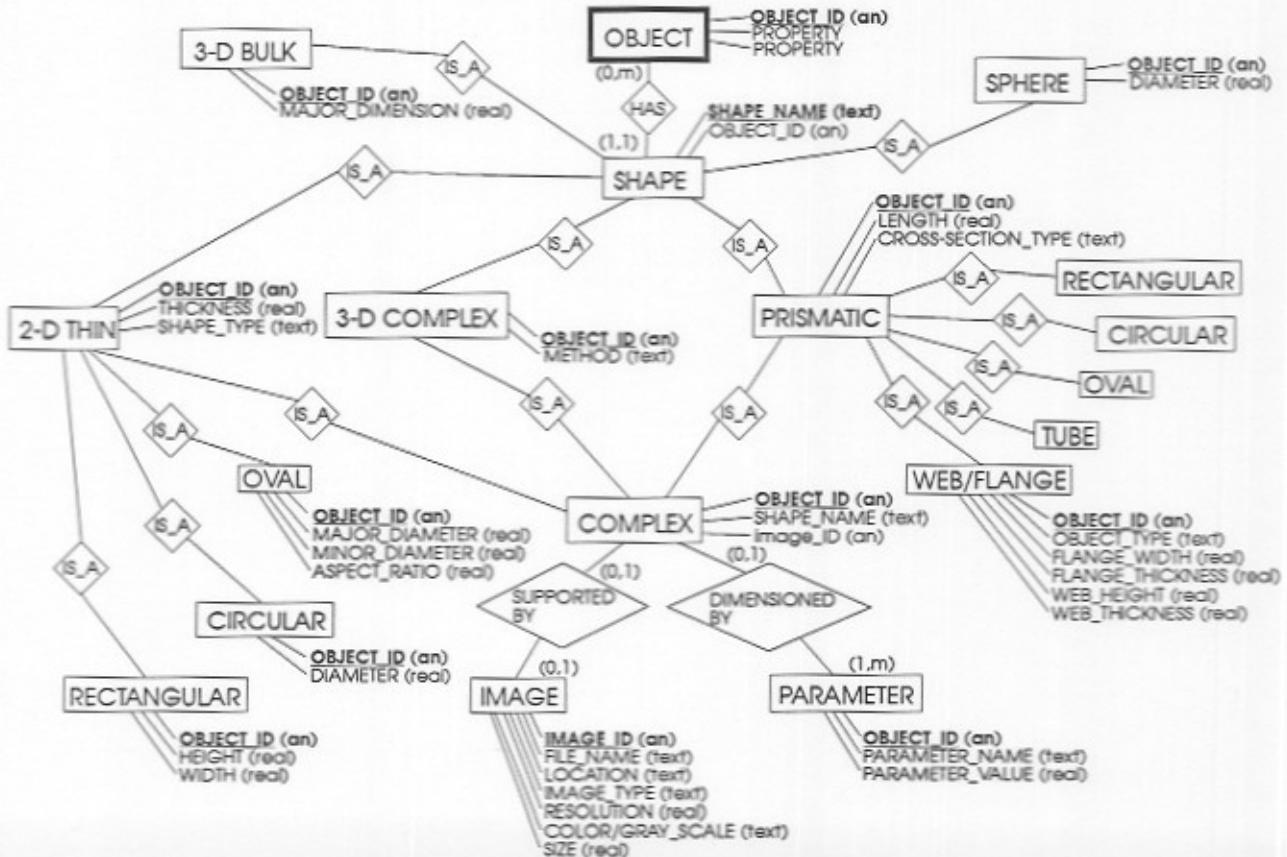 OBJECT
OBJECT_ID (an)
PROPERTY
PROPERTY
3-D BULK
OBJECT_ID (an)
MAJOR_DIMENSION (real)
IS_A
(0,m)
HAS
(1,1)
SHAPE_NAME (text)
OBJECT_ID (an)
SHAPE
SPHERE
OBJECT_ID (an)
DIAMETER (real)
IS_A
IS_A
IS_A
IS_A
2-D THIN
OBJECT_ID (an)
THICKNESS (real)
SHAPE_TYPE (text)
3-D COMPLEX
OBJECT_ID (an)
METHOD (text)
PRISMATIC
OBJECT_ID (an)
LENGTH (real)
CROSS-SECTION_TYPE (text)
IS_A
RECTANGULAR
IS_A
CIRCULAR
IS_A
OVAL
IS_A
TUBE
IS_A
WEB/FLANGE
OBJECT_ID (an)
OBJECT_TYPE (text)
FLANGE_WIDTH (real)
FLANGE_THICKNESS (real)
WEB_HEIGHT (real)
WEB_THICKNESS (real)
IS_A
IS_A
IS_A
IS_A
OVAL
OBJECT_ID (an)
MAJOR_DIAMETER (real)
MINOR_DIAMETER (real)
ASPECT_RATIO (real)
IS_A
CIRCULAR
OBJECT_ID (an)
DIAMETER (real)
IS_A
RECTANGULAR
OBJECT_ID (an)
HEIGHT (real)
WIDTH (real)
COMPLEX
OBJECT_ID (an)
SHAPE_NAME (text)
image_ID (an)
(0,1)
SUPPORTED
BY
(0,1)
IMAGE
IMAGE_ID (an)
FILE_NAME (text)
LOCATION (text)
IMAGE_TYPE (text)
RESOLUTION (real)
COLOR/GRAY_SCALE (text)
SIZE (real)
(0,1)
DIMENSIONED
BY
(1,m)
PARAMETER
OBJECT_ID (an)
PARAMETER_NAME (text)
PARAMETER_VALUE (real)